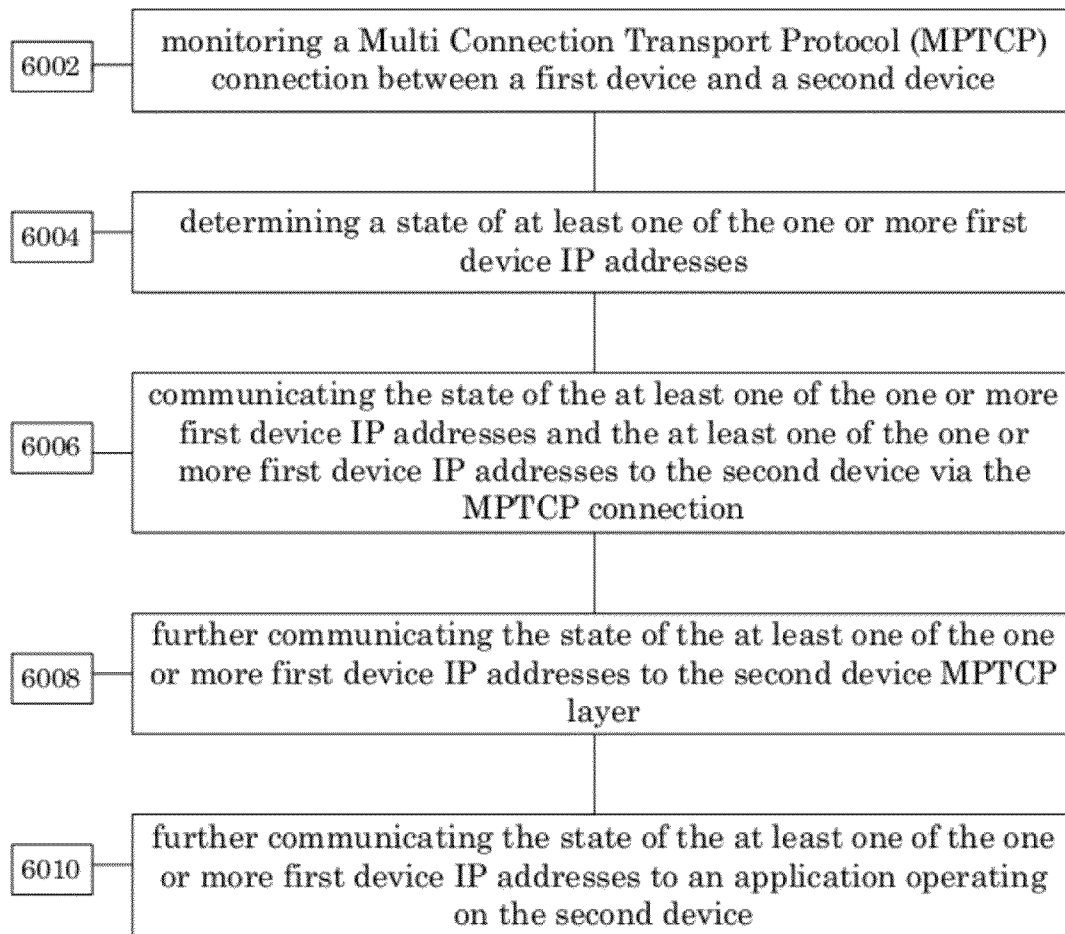 6002
monitoring a Multi Connection Transport Protocol (MPTCP)
connection between a first device and a second device
6004
determining a state of at least one of the one or more first
device IP addresses
6006
communicating the state of the at least one of the one or more
first device IP addresses and the at least one of the one or
more first device IP addresses to the second device via the
MPTCP connection
6008
further communicating the state of the at least one of the one
or more first device IP addresses to the second device MPTCP
layer
6010
further communicating the state of the at least one of the one
or more first device IP addresses to an application operating
on the second device